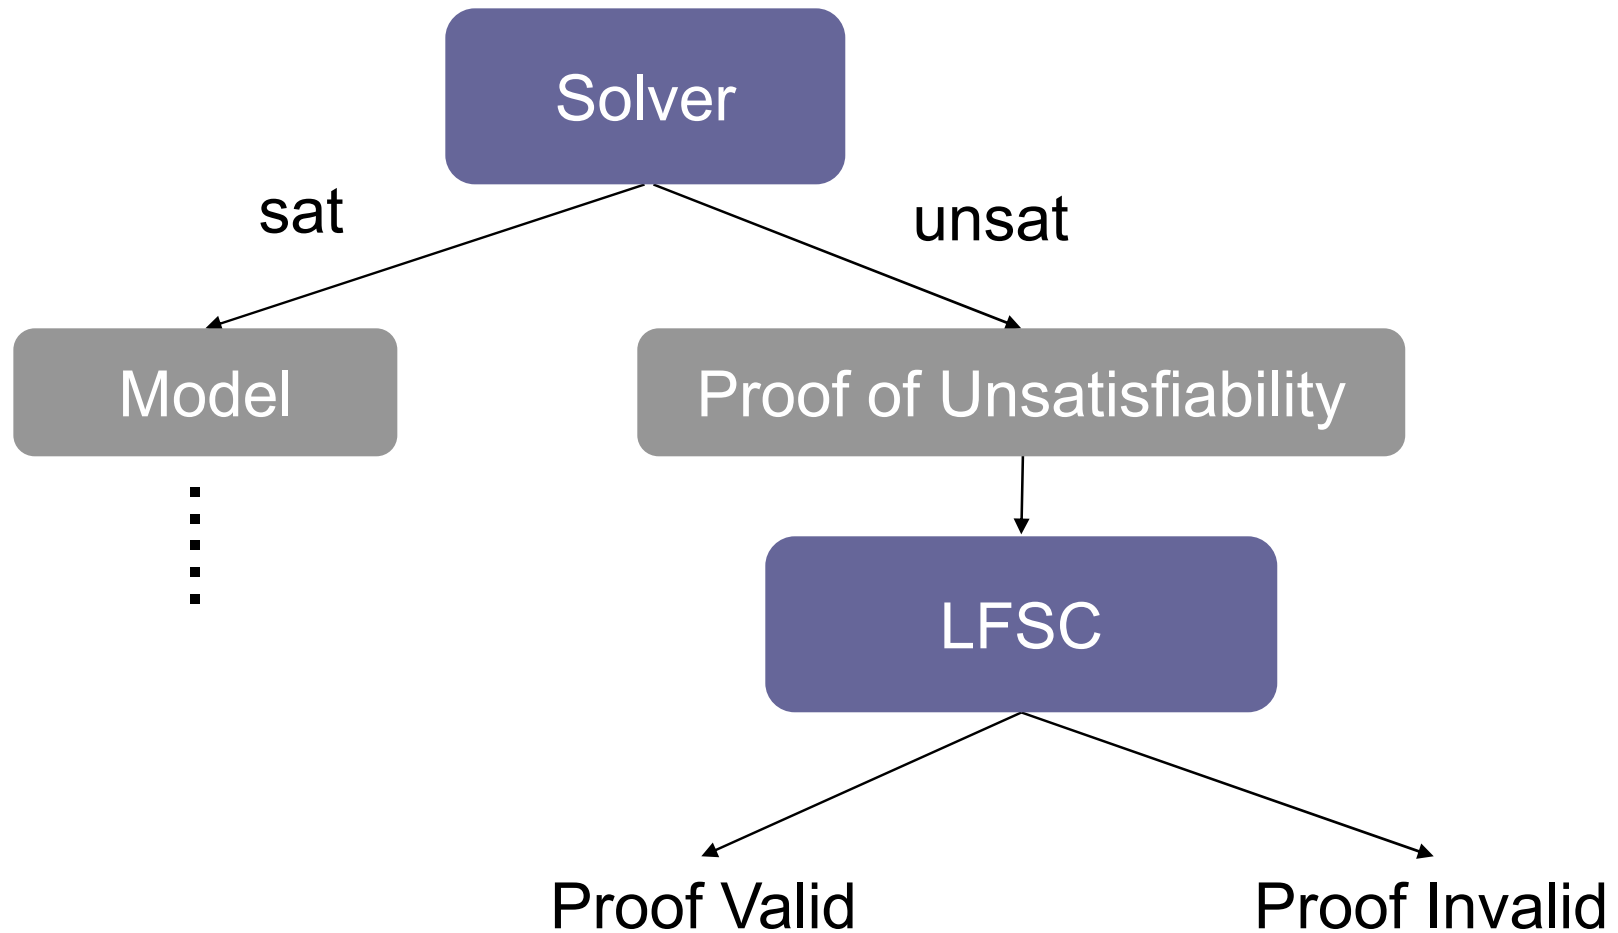 Solver
sat
unsat
Model
Proof of Unsatisfiability
LFSC
Proof Valid
Proof Invalid